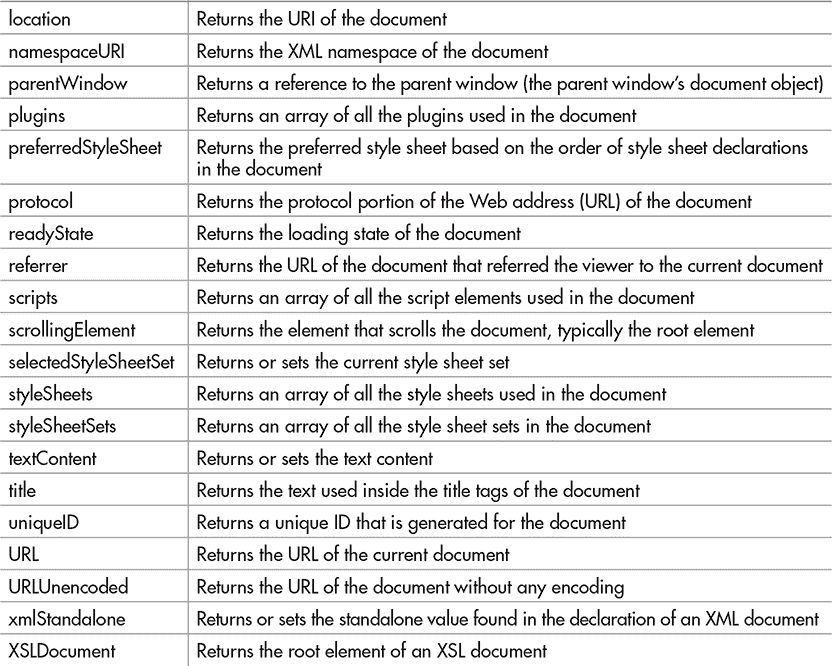 location Returns the URI of the document
namespaceURI Returns the XML namespace of the document
parentWindow Returns a reference to the parent window (the parent window's document object)
plugins Returns an array of all the plugins used in the document
preferredStyleSheet Returns the preferred style sheet based on the order of style sheet declarations
in the document
protocol Returns the protocol portion of the Web address (URL) of the document
readyState Returns the loading state of the document
referrer Returns the URL of the document that referred the viewer to the current document
scripts Returns an array of all the script elements used in the document
scrollingElement Returns the element that scrolls the document, typically the root element
selectedStyleSheetSet Returns or sets the current style sheet set
styleSheets Returns an array of all the style sheets used in the document
styleSheetSets Returns an array of all the style sheet sets in the document
textContent Returns or sets the text content
title Returns the text used inside the title tags of the document
uniqueID Returns a unique ID that is generated for the document
URL Returns the URL of the current document
URLUnencoded Returns the URL of the document without any encoding
xmlStandalone Returns or sets the standalone value found in the declaration of an XML document
XSLDocument Returns the root element of an XSL document